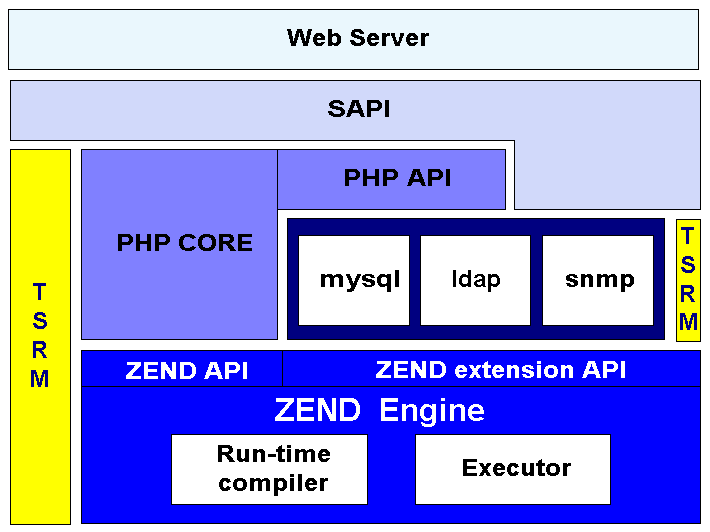 Web Server
SAPI
PHP API
PHP CORE
TSRM
mysql
ldap
snmp
TSRM
ZEND API
ZEND extension API
ZEND Engine
Run-time
compiler
Executor